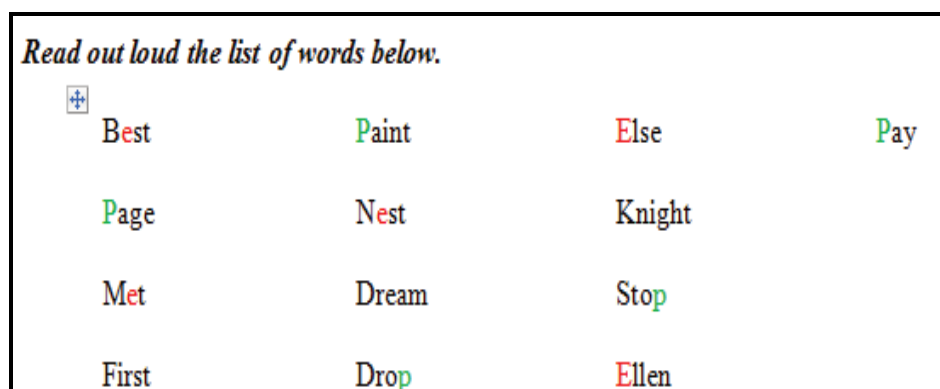 Read out loud the list of words below.
Best Paint Else Pay
Page Nest Knight
Met Dream Stop
First Drop Ellen